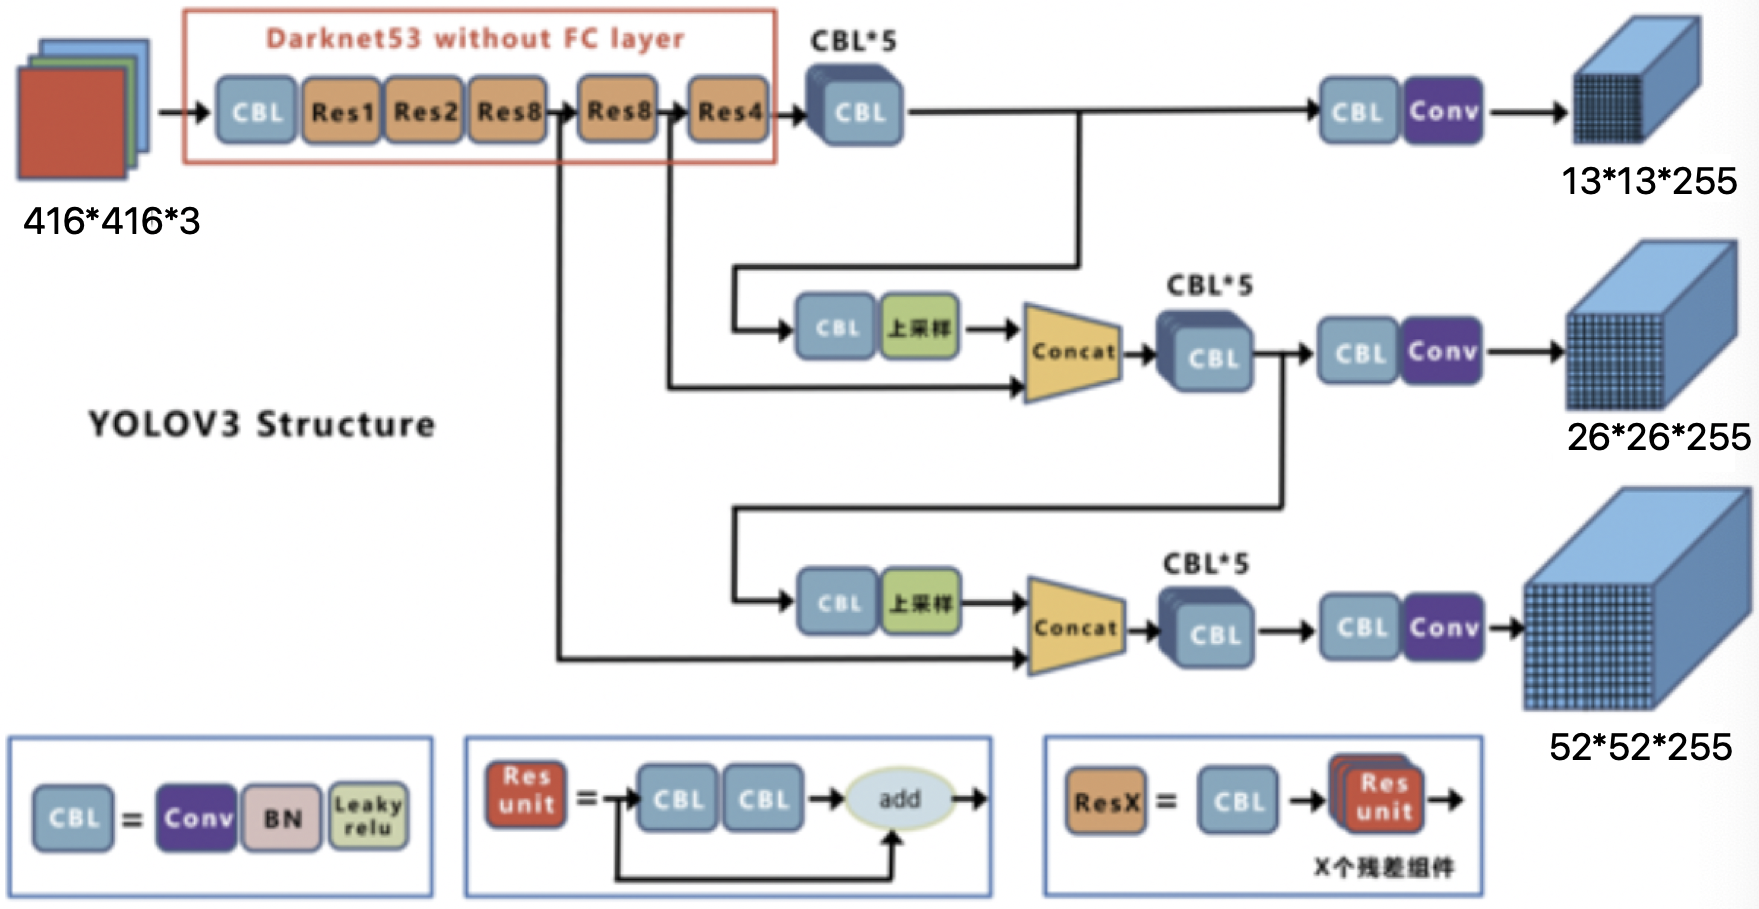 Darknet53 without FC layer
CBL*5
CBL Res1 Res2 Res8 Res8 Res4 CBL CBL Conv
416*416*3
13*13*255
CBL*5
CBL 上采样 Concat CBL CBL Conv
YOLOV3 Structure
26*26*255
CBL*5
CBL 上采样 Concat CBL CBL Conv
52*52*255
CBL = Conv BN Leaky relu
Res unit = CBL CBL add
ResX = CBL Res unit
X个残差组件